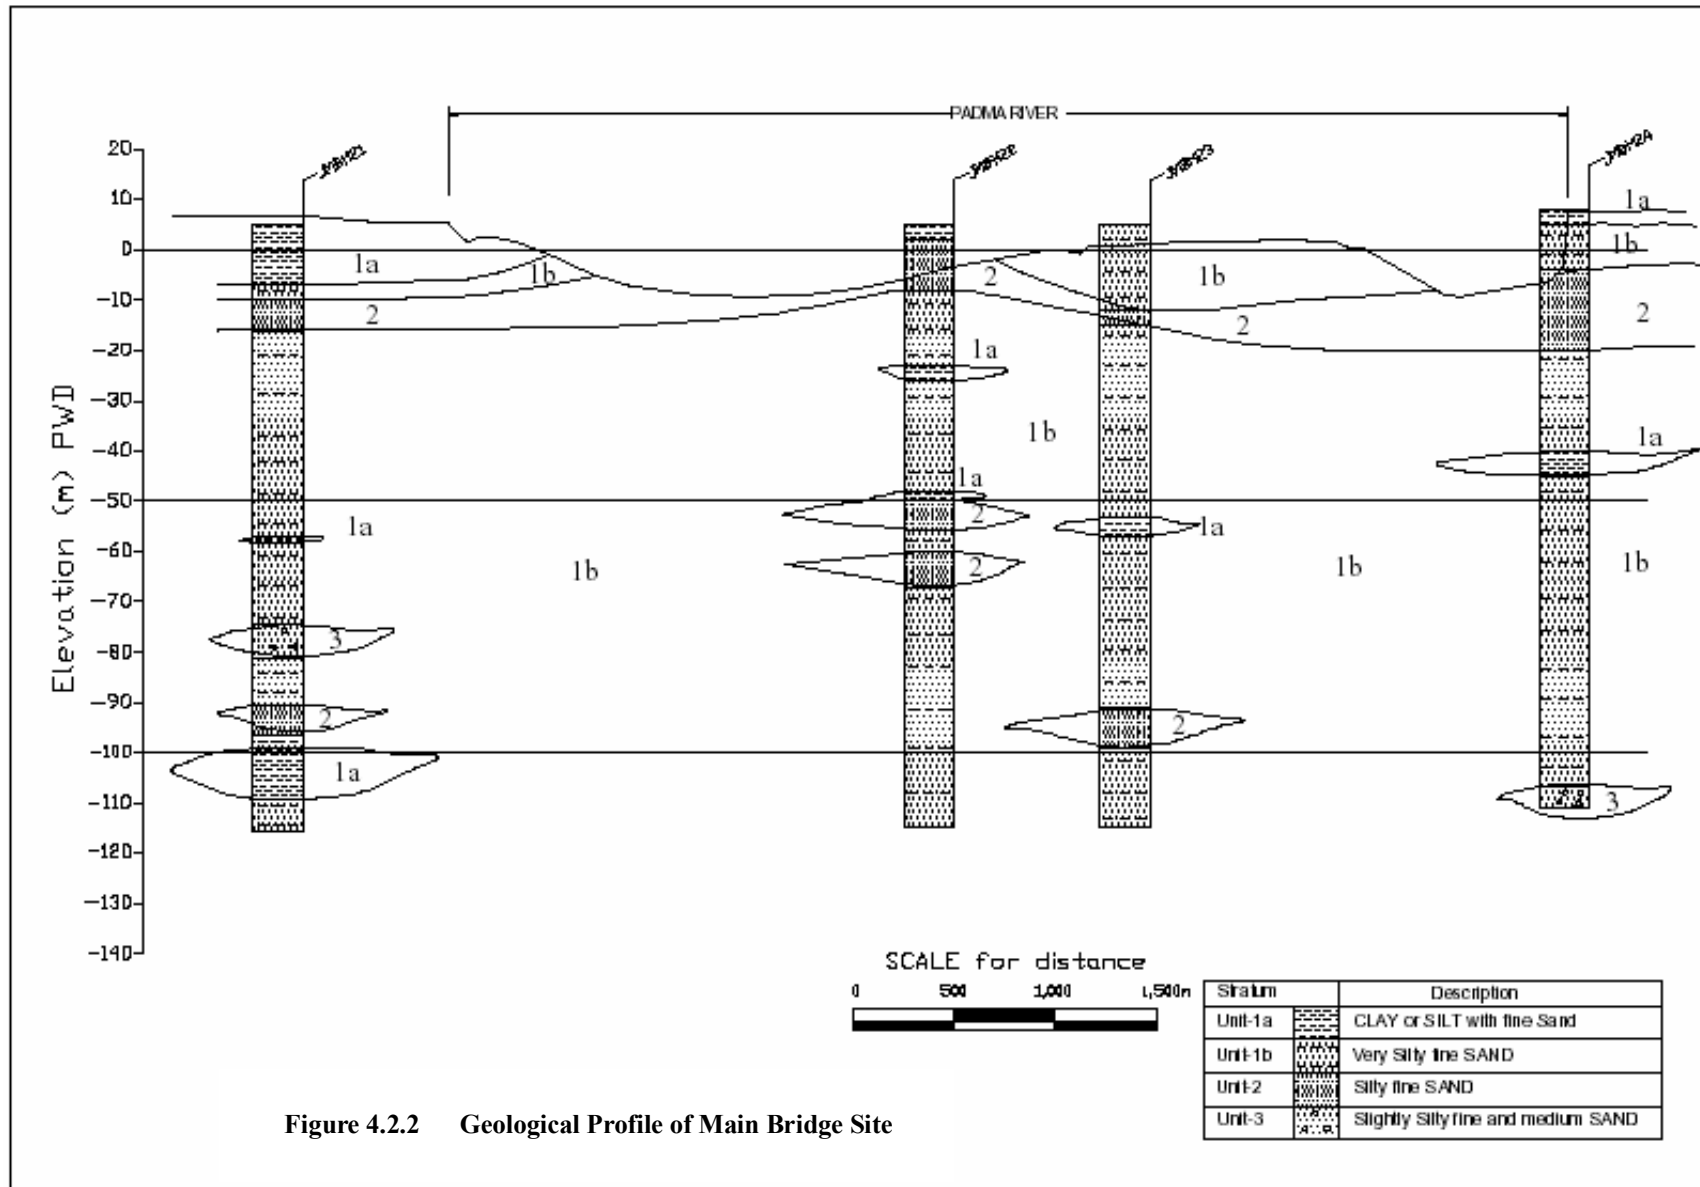 PADMA RIVER
20
10
0
-10
-20
-30
-40
-50
-60
-70
-80
-90
-100
-110
-120
-130
-140
Elevation (m) PWD
1a
1b
2
2
1b
2
1a
1b
2
1a
1b
1a
2
2
1a
1a
1b
1b
1a
1b
3
2
1a
2
3
SCALE for distance
0 500 1,000 1,500m
Stratum Description
Unit-1a CLAY or SILT with fine Sand
Unit-1b Very Silty fine SAND
Unit-2 Silty fine SAND
Unit-3 Slightly Silty fine and medium SAND
Figure 4.2.2 Geological Profile of Main Bridge Site